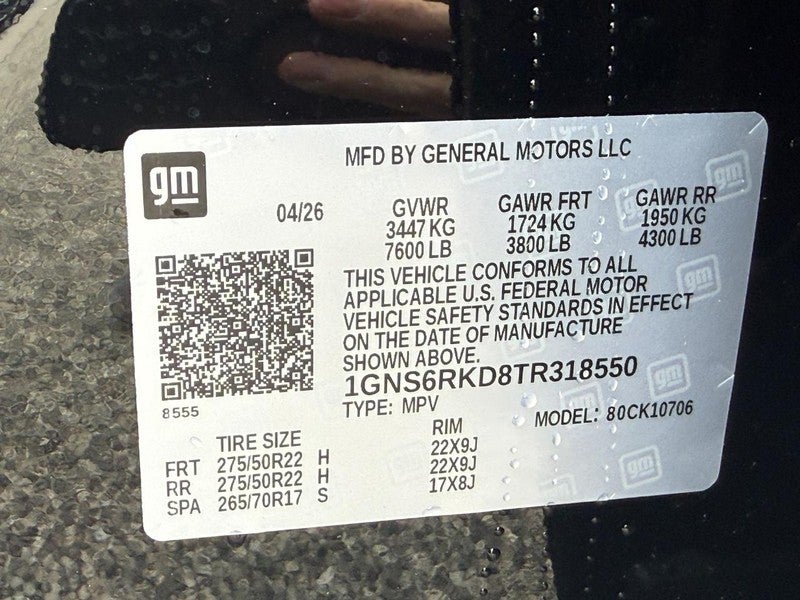 gm
MFD BY GENERAL MOTORS LLC
04/26
GVWR
3447 KG
7600 LB
GAWR FRT
1724 KG
3800 LB
GAWR RR
1950 KG
4300 LB
THIS VEHICLE CONFORMS TO ALL
APPLICABLE U.S. FEDERAL MOTOR
VEHICLE SAFETY STANDARDS IN EFFECT
ON THE DATE OF MANUFACTURE
SHOWN ABOVE.
1GNS6RKD8TR318550
8555
TYPE: MPV
MODEL: 80CK10706
TIRE SIZE RIM
FRT 275/50R22 H 22X9J
RR 275/50R22 H 22X9J
SPA 265/70R17 S 17X8J